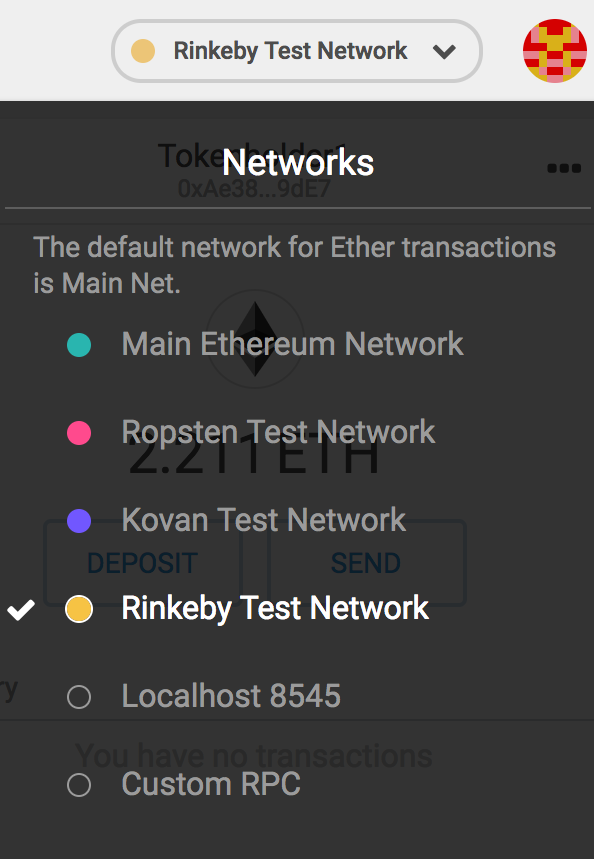 Rinkeby Test Network
Tokenholder1
Networks
0xAe38...9dE7
The default network for Ether transactions
is Main Net.
Main Ethereum Network
Ropsten Test Network
2.211 ETH
Kovan Test Network
DEPOSIT
SEND
Rinkeby Test Network
ry
Localhost 8545
You have no transactions
Custom RPC